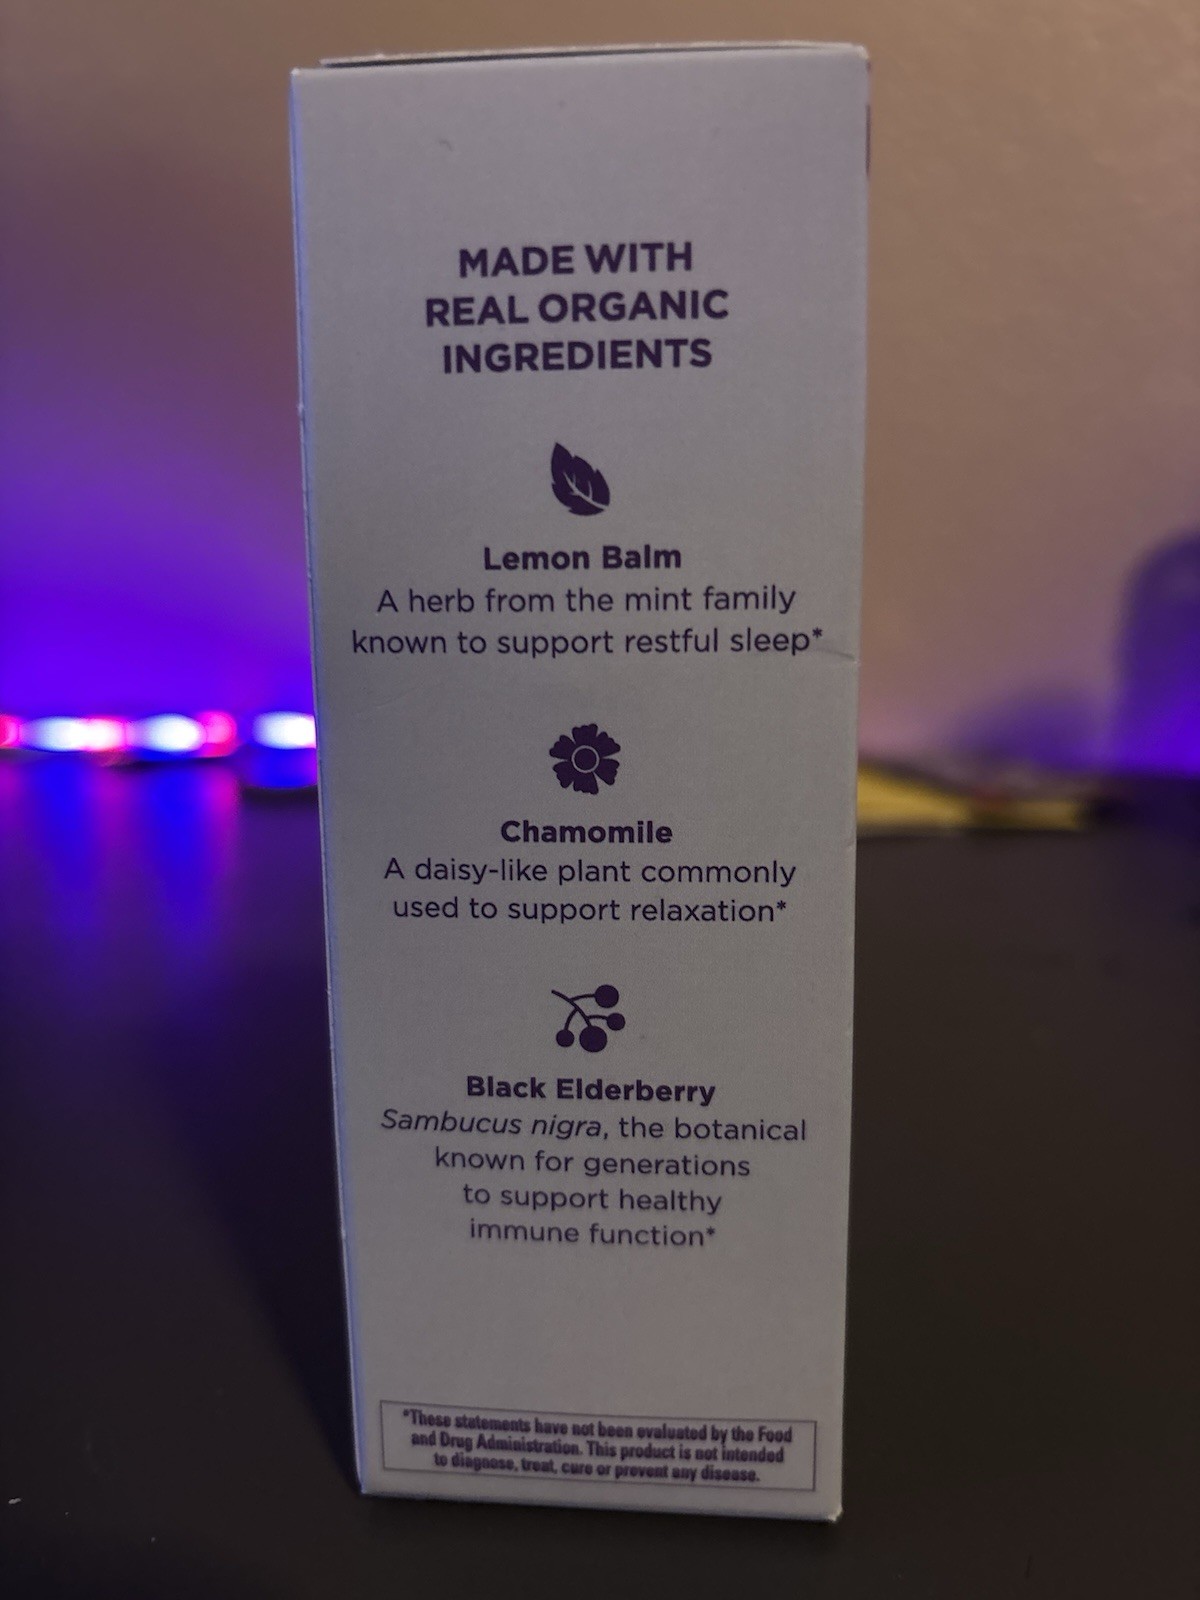 MADE WITH
REAL ORGANIC
INGREDIENTS
Lemon Balm
A herb from the mint family
known to support restful sleep*
Chamomile
A daisy-like plant commonly
used to support relaxation*
Black Elderberry
Sambucus nigra, the botanical
known for generations
to support healthy
immune function*
*These statements have not been evaluated by the Food
and Drug Administration. This product is not intended
to diagnose, treat, cure or prevent any disease.